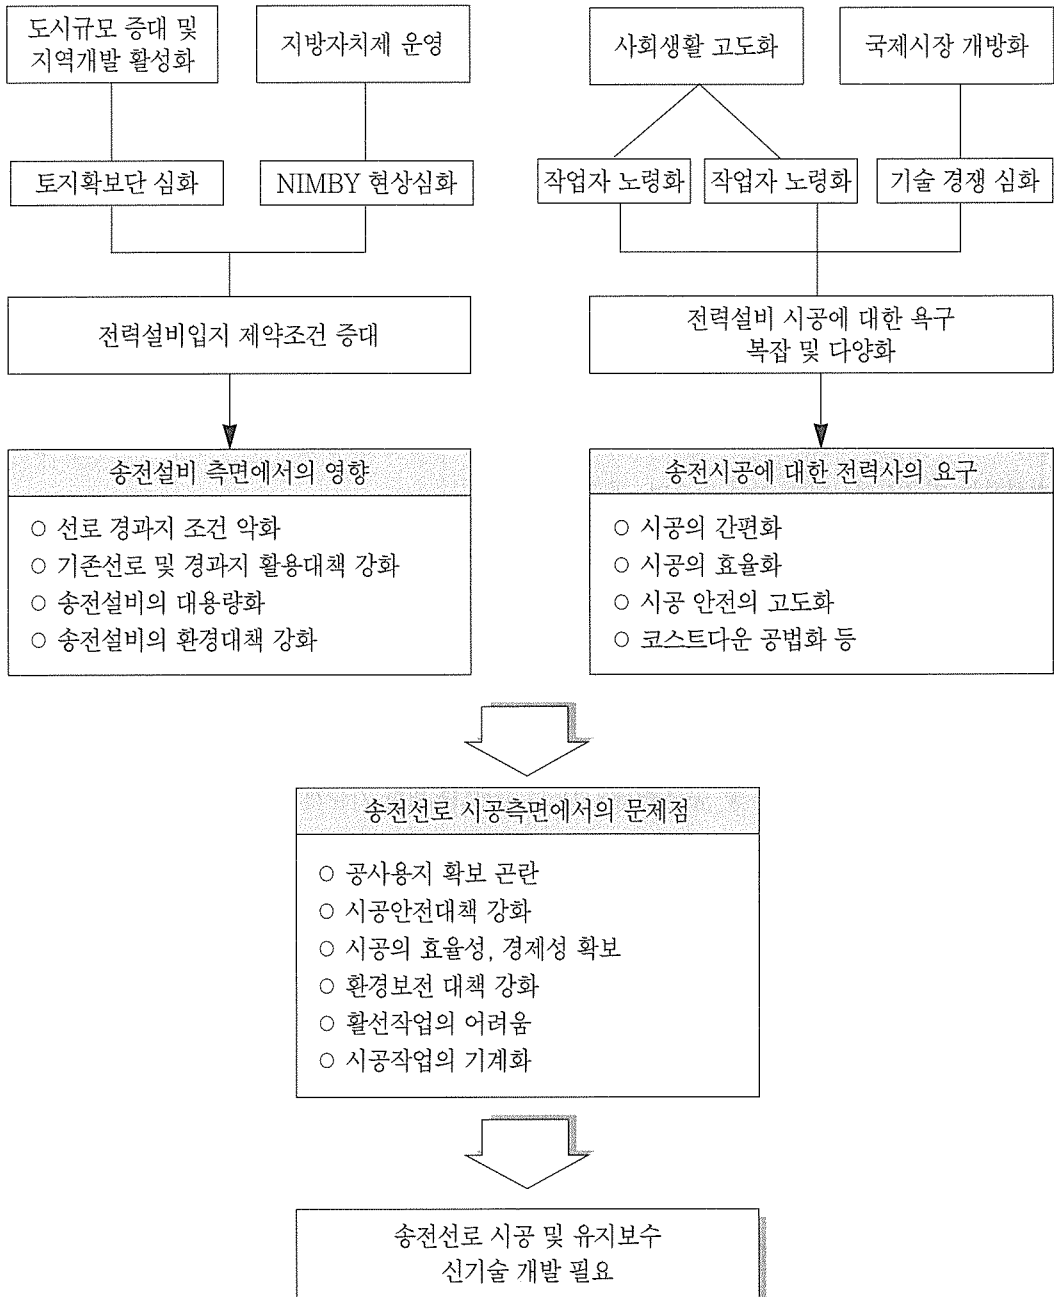 도시규모 증대 및
지역개발 활성화
지방자치제 운영
사회생활 고도화
국제시장 개방화
토지확보단 심화
NIMBY 현상심화
작업자 노령화
작업자 노령화
기술 경쟁 심화
전력설비입지 제약조건 증대
전력설비 시공에 대한 욕구
복잡 및 다양화
송전설비 측면에서의 영향
○ 선로 경과지 조건 악화
○ 기존선로 및 경과지 활용대책 강화
○ 송전설비의 대용량화
○ 송전설비의 환경대책 강화
송전시공에 대한 전력사의 요구
○ 시공의 간편화
○ 시공의 효율화
○ 시공 안전의 고도화
○ 코스트다운 공법화 등
송전선로 시공측면에서의 문제점
○ 공사용지 확보 곤란
○ 시공안전대책 강화
○ 시공의 효율성, 경제성 확보
○ 환경보전 대책 강화
○ 활선작업의 어려움
○ 시공작업의 기계화
송전선로 시공 및 유지보수
신기술 개발 필요